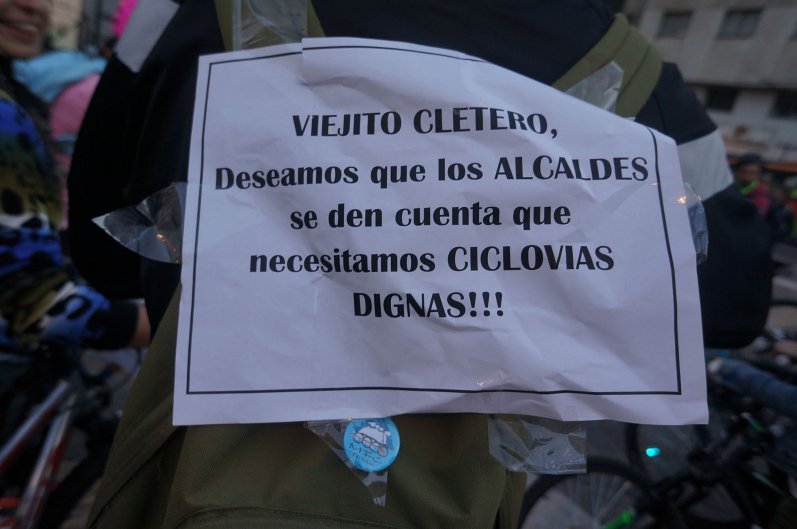 VIEJITO CLETERO,
Deseamos que los ALCALDES
se den cuenta que
necesitamos CICLOVIAS
DIGNAS!!!